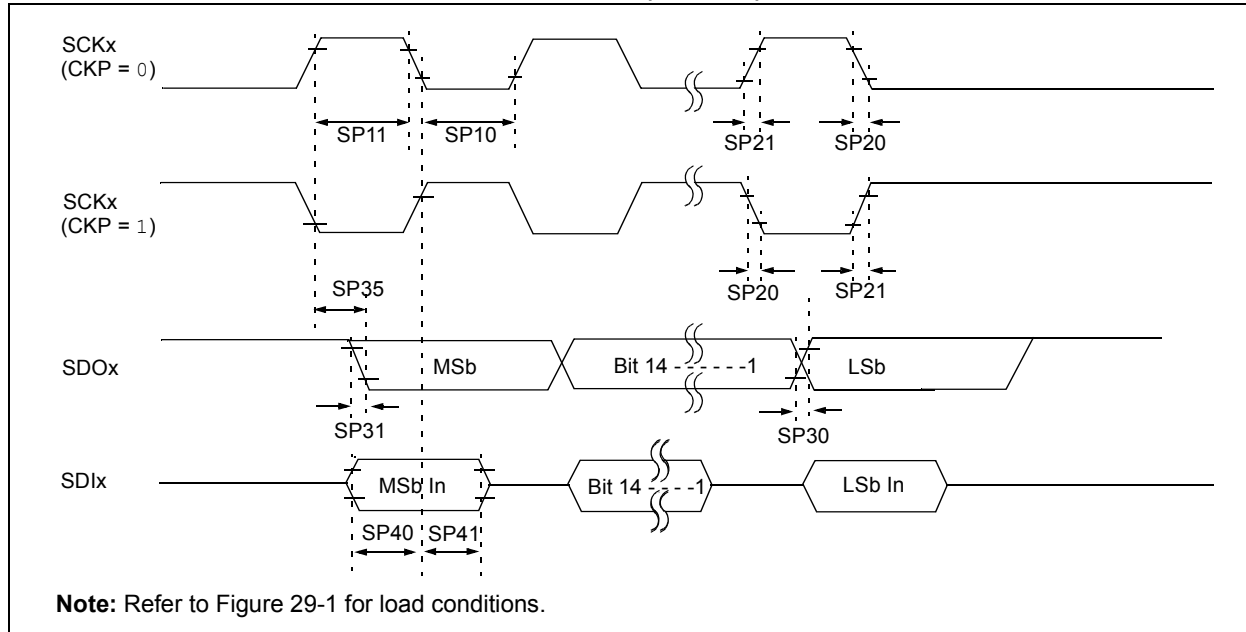 SCKx
(CKP = 0)
SP11
SP10
SP21
SP20
SCKx
(CKP = 1)
SP35
SP20
SP21
SDOx
MSb
Bit 14 - - - - - -1
LSb
SP31
SP30
SDIx
MSb In
Bit 14 - - - -1
LSb In
SP40
SP41
Note: Refer to Figure 29-1 for load conditions.